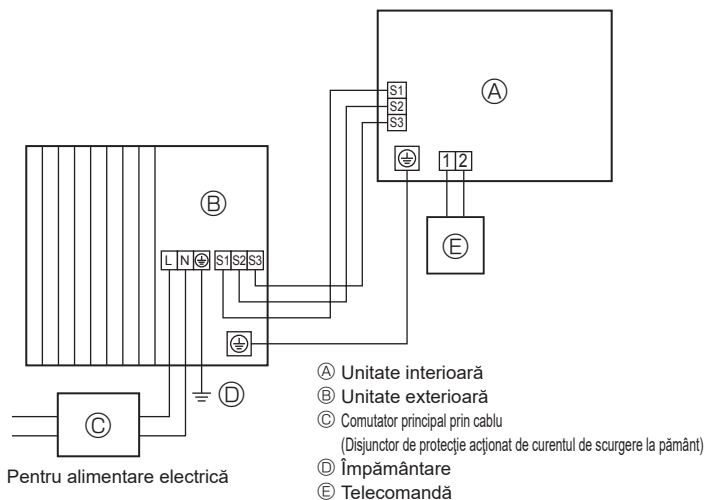 S1
S2
S3
Ⓐ
1 2
Ⓔ
Ⓑ
L N S1 S2 S3
Ⓓ
Ⓒ
Pentru alimentare electrică
Ⓐ Unitate interioară
Ⓑ Unitate exterioară
Ⓒ Comutator principal prin cablu
(Disjunctor de protecţie acţionat de curentul de scurgere la pământ)
Ⓓ Împământare
Ⓔ Telecomandă